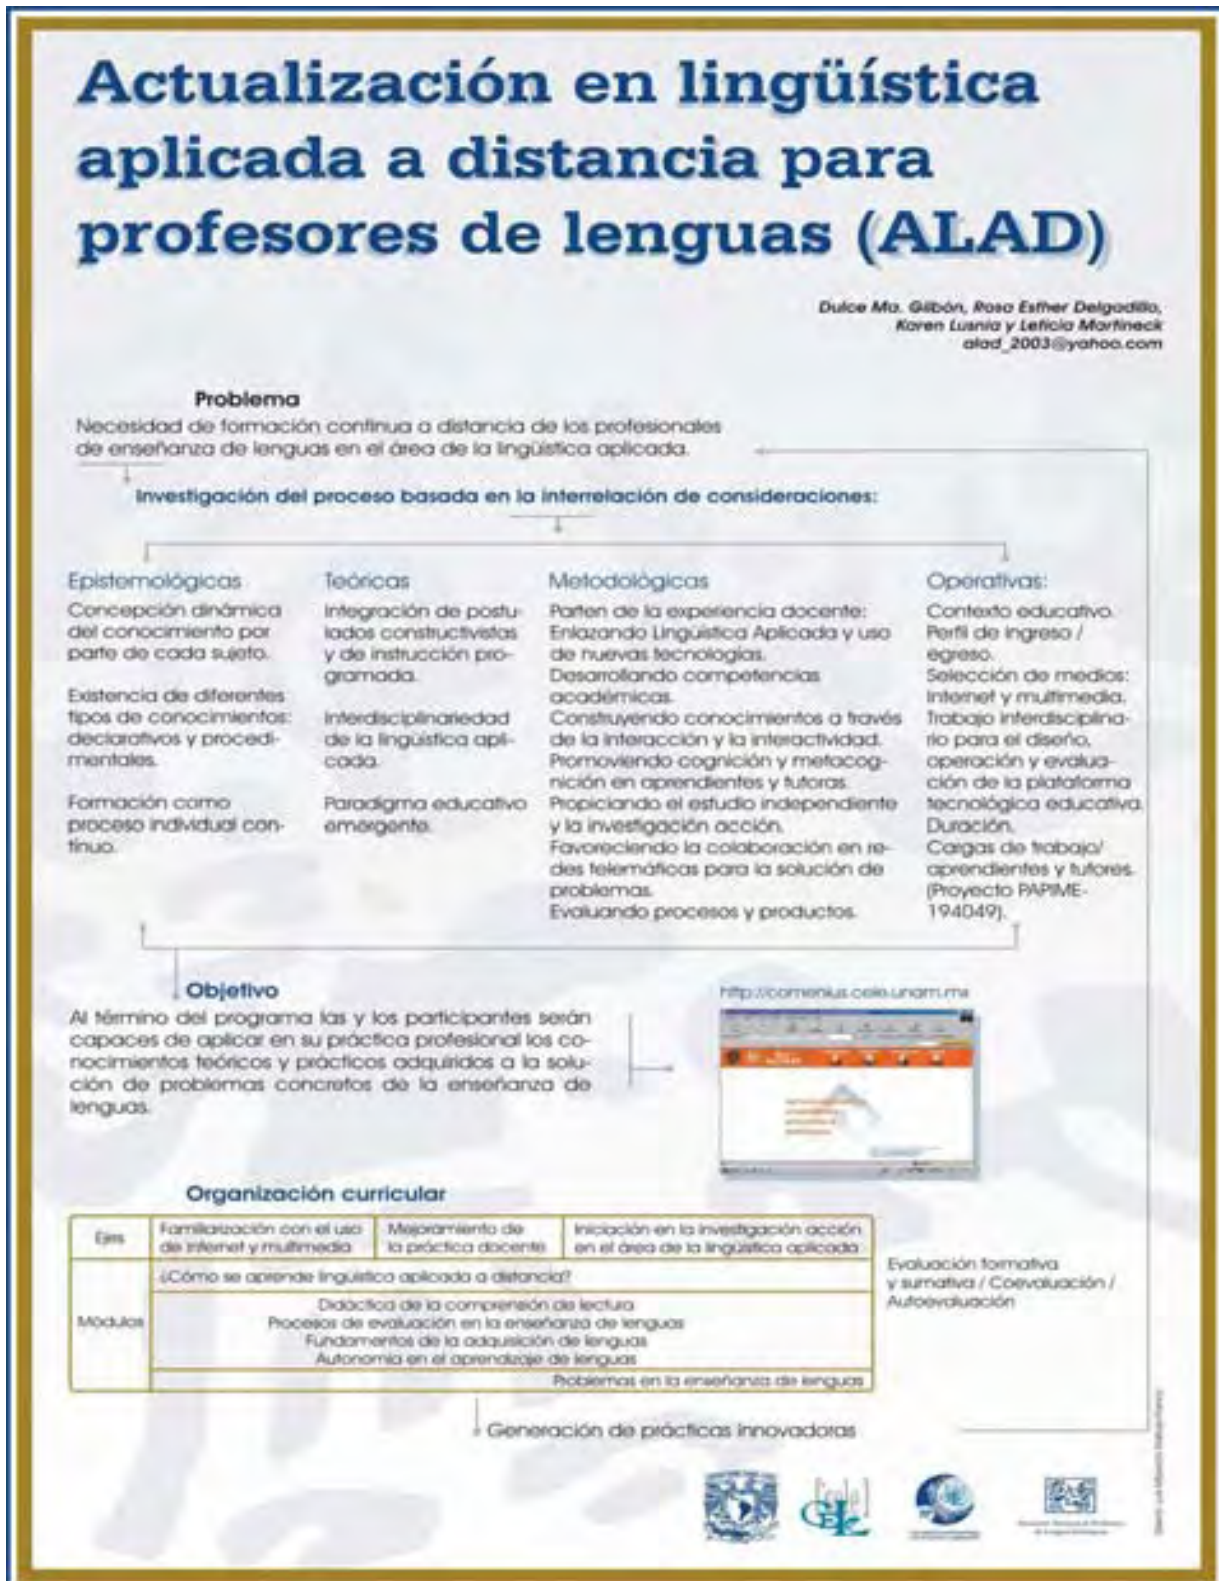 Actualización en lingüística
aplicada a distancia para
profesores de lenguas (ALAD)
Dulce Ma. Gilbón, Rosa Esther Delgadillo,
Karen Lusnia y Leticia Martineck
alad_2003@yahoo.com
Problema
Necesidad de formación continua a distancia de los profesionales
de enseñanza de lenguas en el área de la lingüística aplicada.
Investigación del proceso basada en la interrelación de consideraciones:
Epistemológicas
Concepción dinámica
del conocimiento por
parte de cada sujeto.
Existencia de diferentes
tipos de conocimientos:
declarativos y procedi-
mentales.
Formación como
proceso individual con-
tínuo.
Teóricas
Integración de postu-
lados constructivistas
y de instrucción pro-
gramada.
Interdisciplinariedad
de la lingüística apli-
cada.
Paradigma educativo
emergente.
Metodológicas
Parten de la experiencia docente:
Enlazando Lingüística Aplicada y uso
de nuevas tecnologías.
Desarrollando competencias
académicas.
Construyendo conocimientos a través
de la interacción y la interactividad.
Promoviendo cognición y metacog-
nición en aprendientes y tutoras.
Propiciando el estudio independiente
y la investigación acción.
Favoreciendo la colaboración en re-
des telemáticas para la solución de
problemas.
Evaluando procesos y productos.
Operativas:
Contexto educativo.
Perfil de ingreso /
egreso.
Selección de medios:
Internet y multimedia.
Trabajo interdisciplina-
rio para el diseño,
operación y evalua-
ción de la plataforma
tecnológica educativa.
Duración.
Cargas de trabajo/
aprendientes y tutores.
(Proyecto PAPIME-
194049).
Objetivo
Al término del programa las y los participantes serán
capaces de aplicar en su práctica profesional los co-
nocimientos teóricos y prácticos adquiridos a la solu-
ción de problemas concretos de la enseñanza de
lenguas.
http://comenius.cele.unam.mx
Organización curricular
Ejes
Familiarización con el uso
de internet y multimedia
Mejoramiento de
la práctica docente
Iniciación en la investigación acción
en el área de la lingüística aplicada
Módulos
¿Cómo se aprende lingüística aplicada a distancia?
Didáctica de la comprensión de lectura
Procesos de evaluación en la enseñanza de lenguas
Fundamentos de la adquisición de lenguas
Autonomía en el aprendizaje de lenguas
Problemas en la enseñanza de lenguas
Evaluación formativa
y sumativa / Coevaluación /
Autoevaluación
Generación de prácticas innovadoras
[cele]
CELE